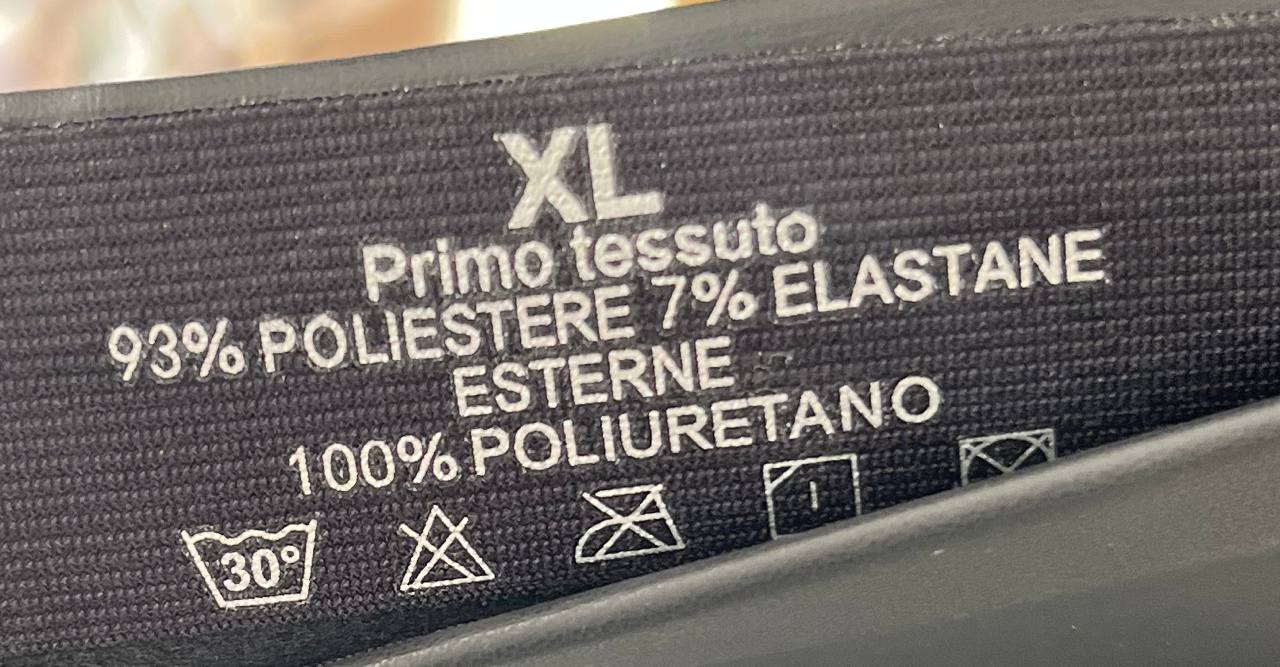 XL
Primo tessuto
93% POLIESTERE 7% ELASTANE
ESTERNE
100% POLIURETANO
30°